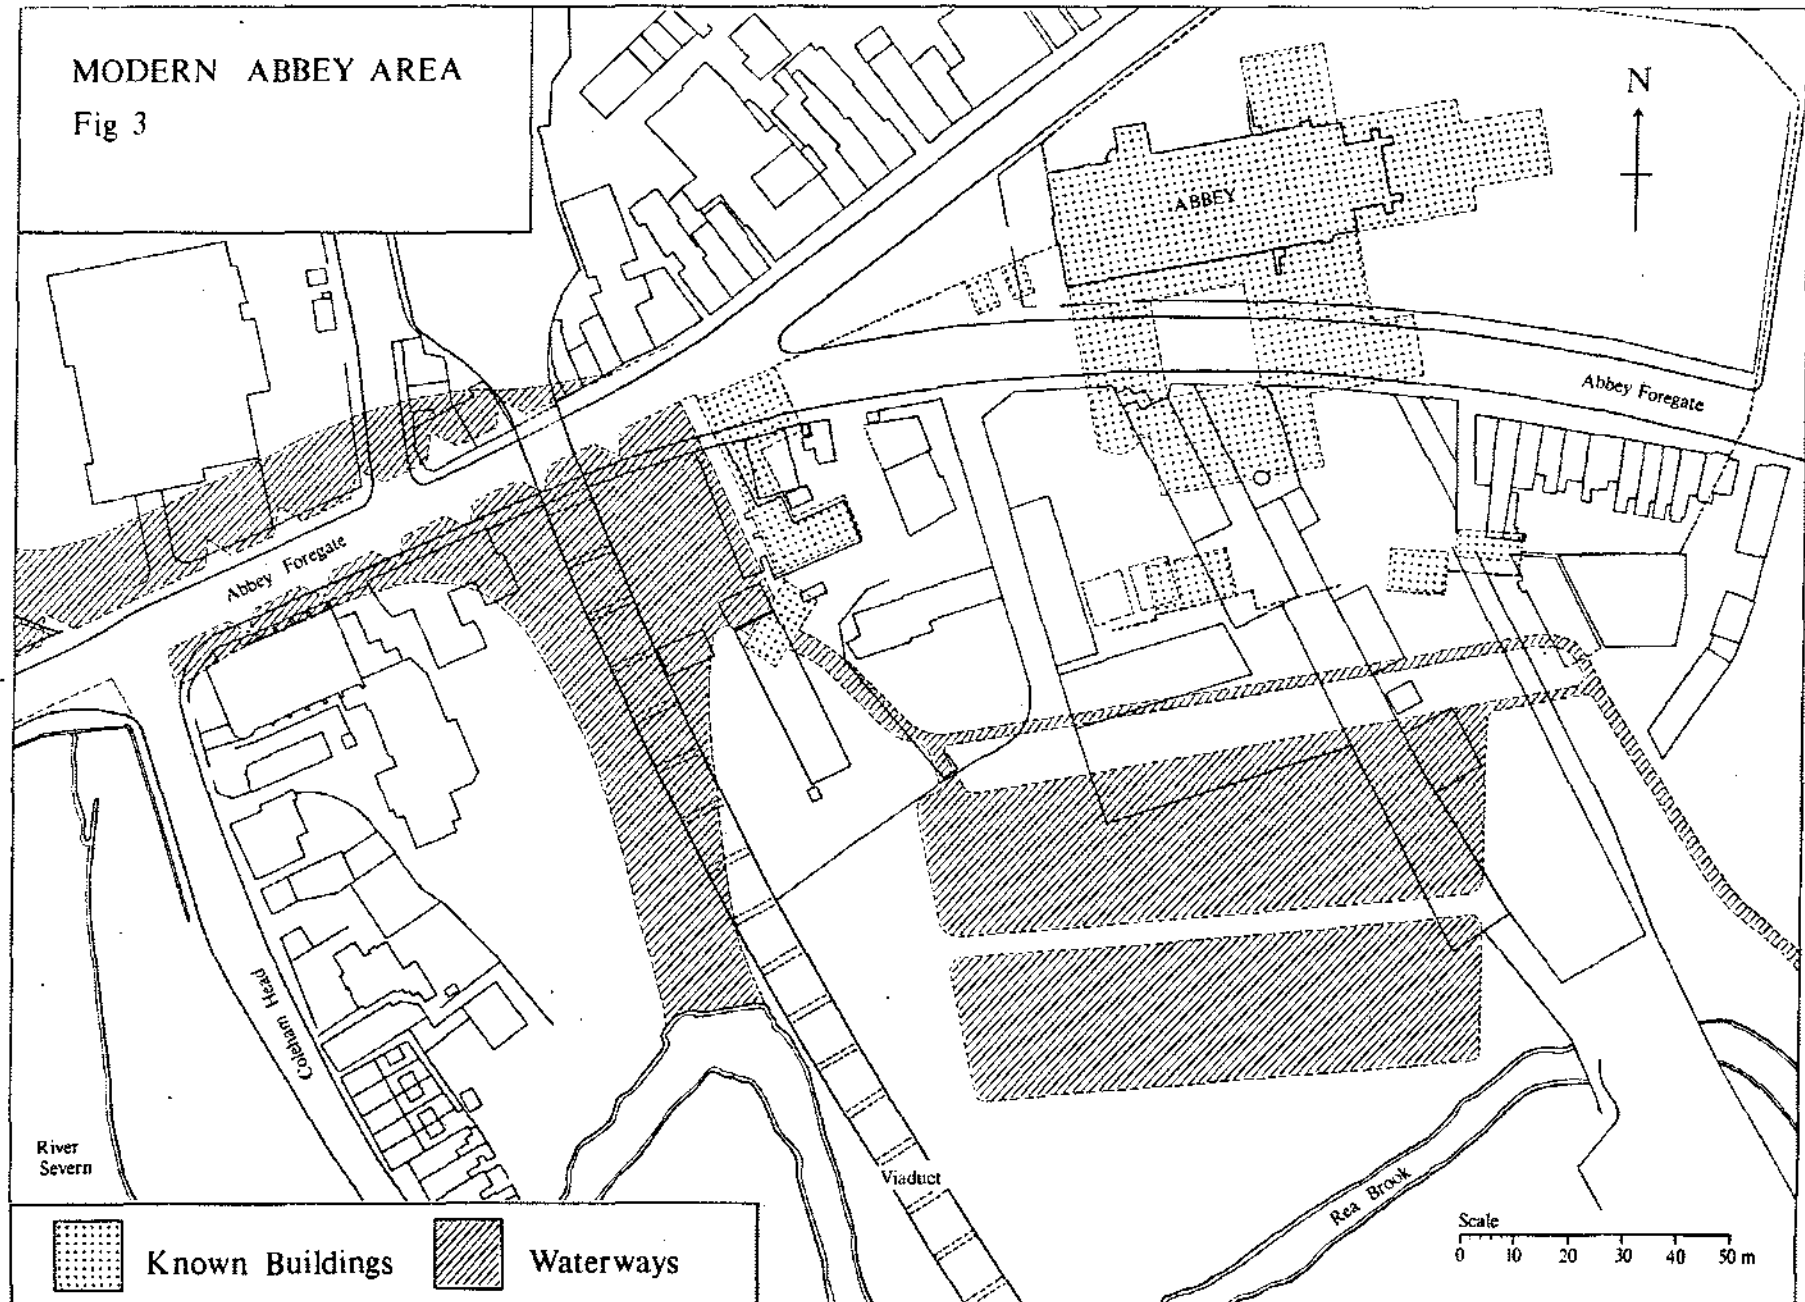 MODERN ABBEY AREA
Fig 3
N
ABBEY
Abbey Foregate
Abbey Foregate
Coleham Head
River
Severn
Viaduct
Rea Brook
Scale
0 10 20 30 40 50 m
Known Buildings
Waterways